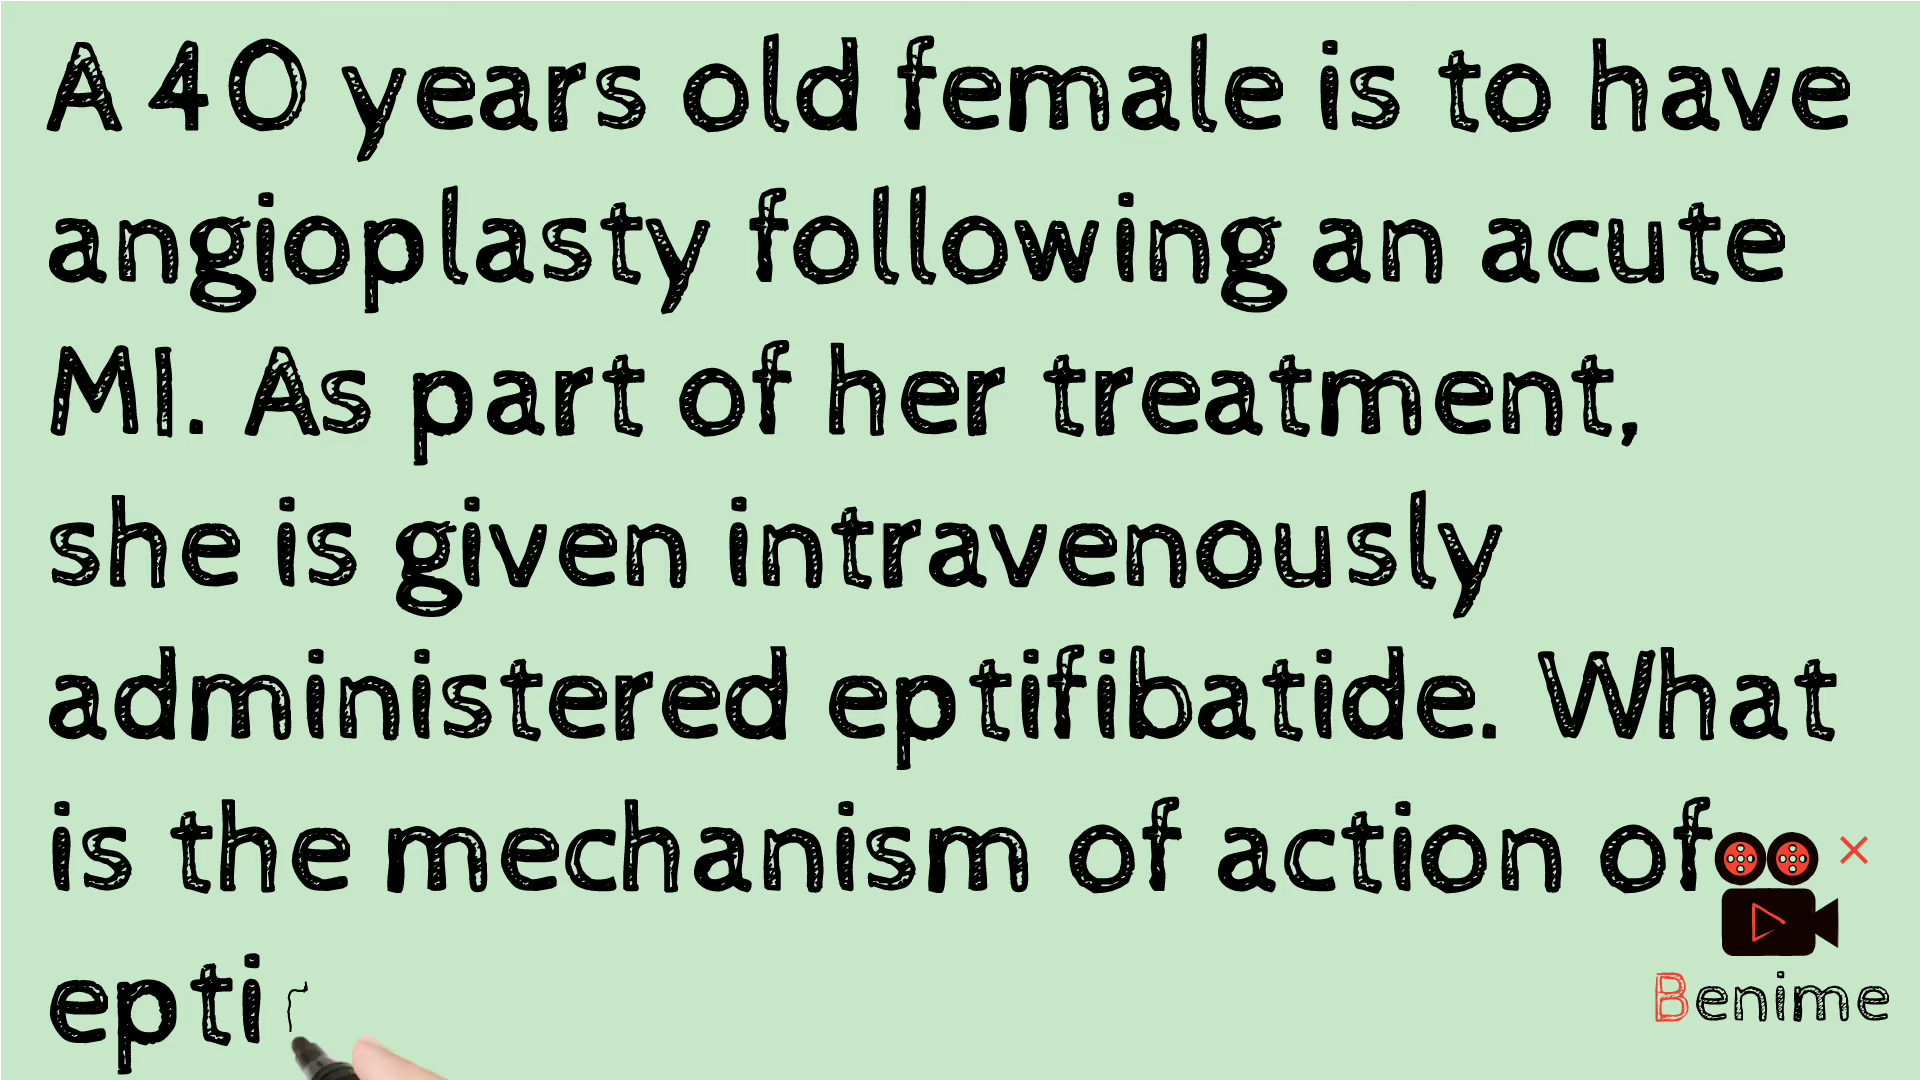 A 40 years old female is to have
angioplasty following an acute
MI. As part of her treatment,
she is given intravenously
administered eptifibatide. What
is the mechanism of action of
epti
Benime